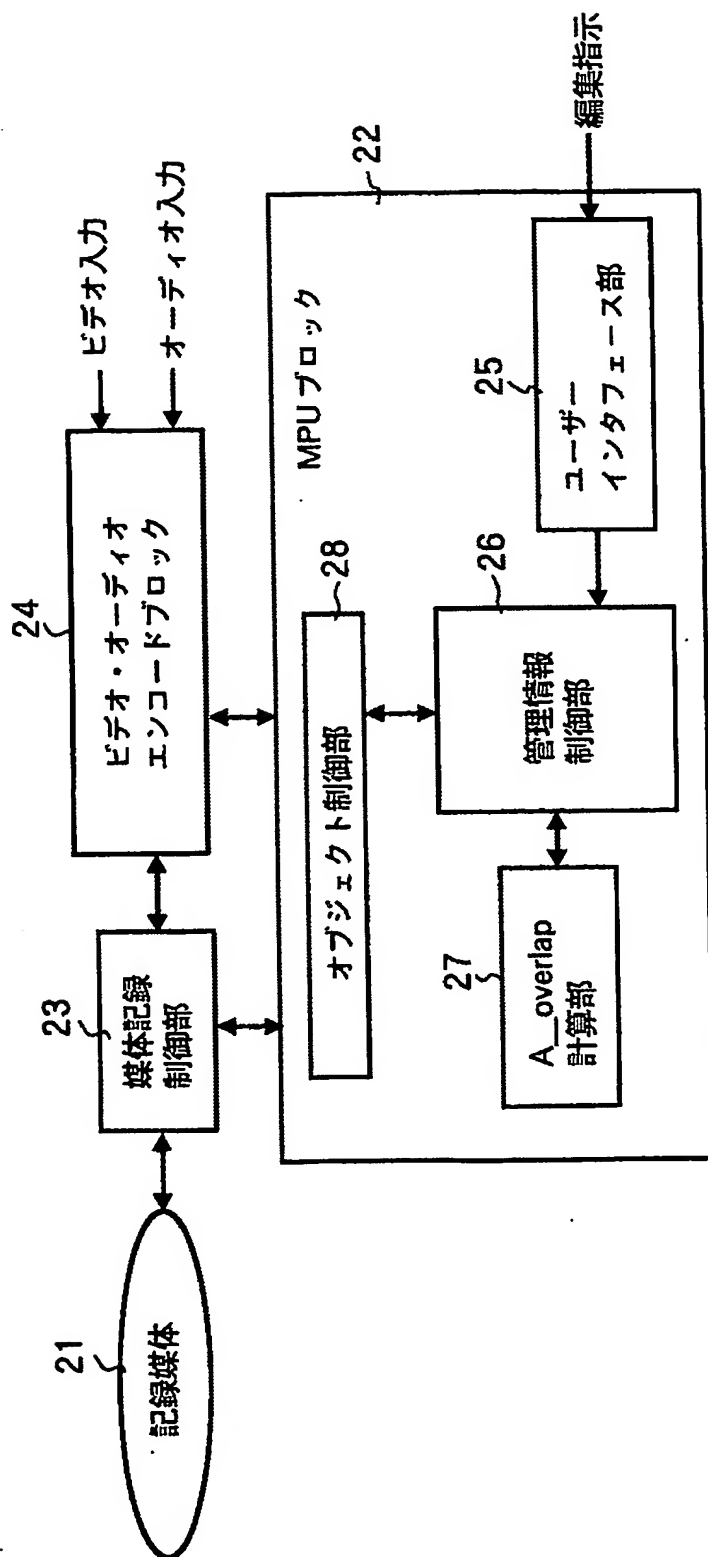 21
記録媒体
23
媒体記録
制御部
24
ビデオ・オーディオ
エンコードブロック
ビデオ入力
オーディオ入力
22
MPUブロック
28
オブジェクト制御部
27
A_overlap
計算部
26
管理情報
制御部
25
ユーザー
インタフェース部
編集指示